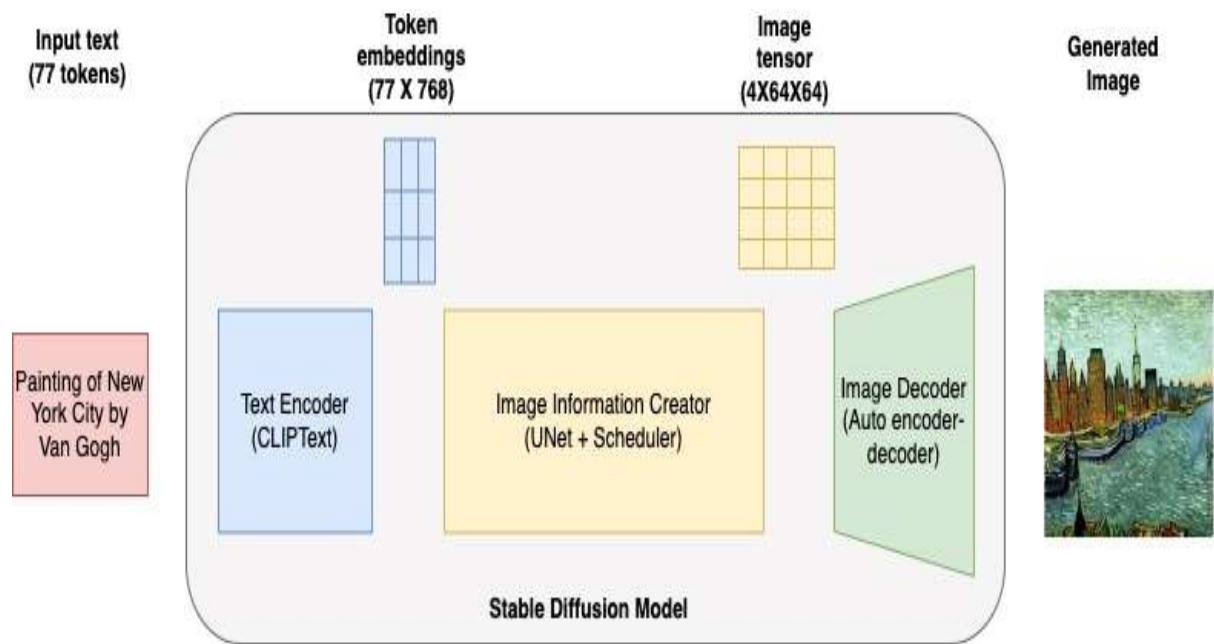 Input text
(77 tokens)
Token
embeddings
(77 X 768)
Image
tensor
(4X64X64)
Generated
Image
Painting of New
York City by
Van Gogh
Text Encoder
(CLIPText)
Image Information Creator
(UNet + Scheduler)
Image Decoder
(Auto encoder-
decoder)
Stable Diffusion Model